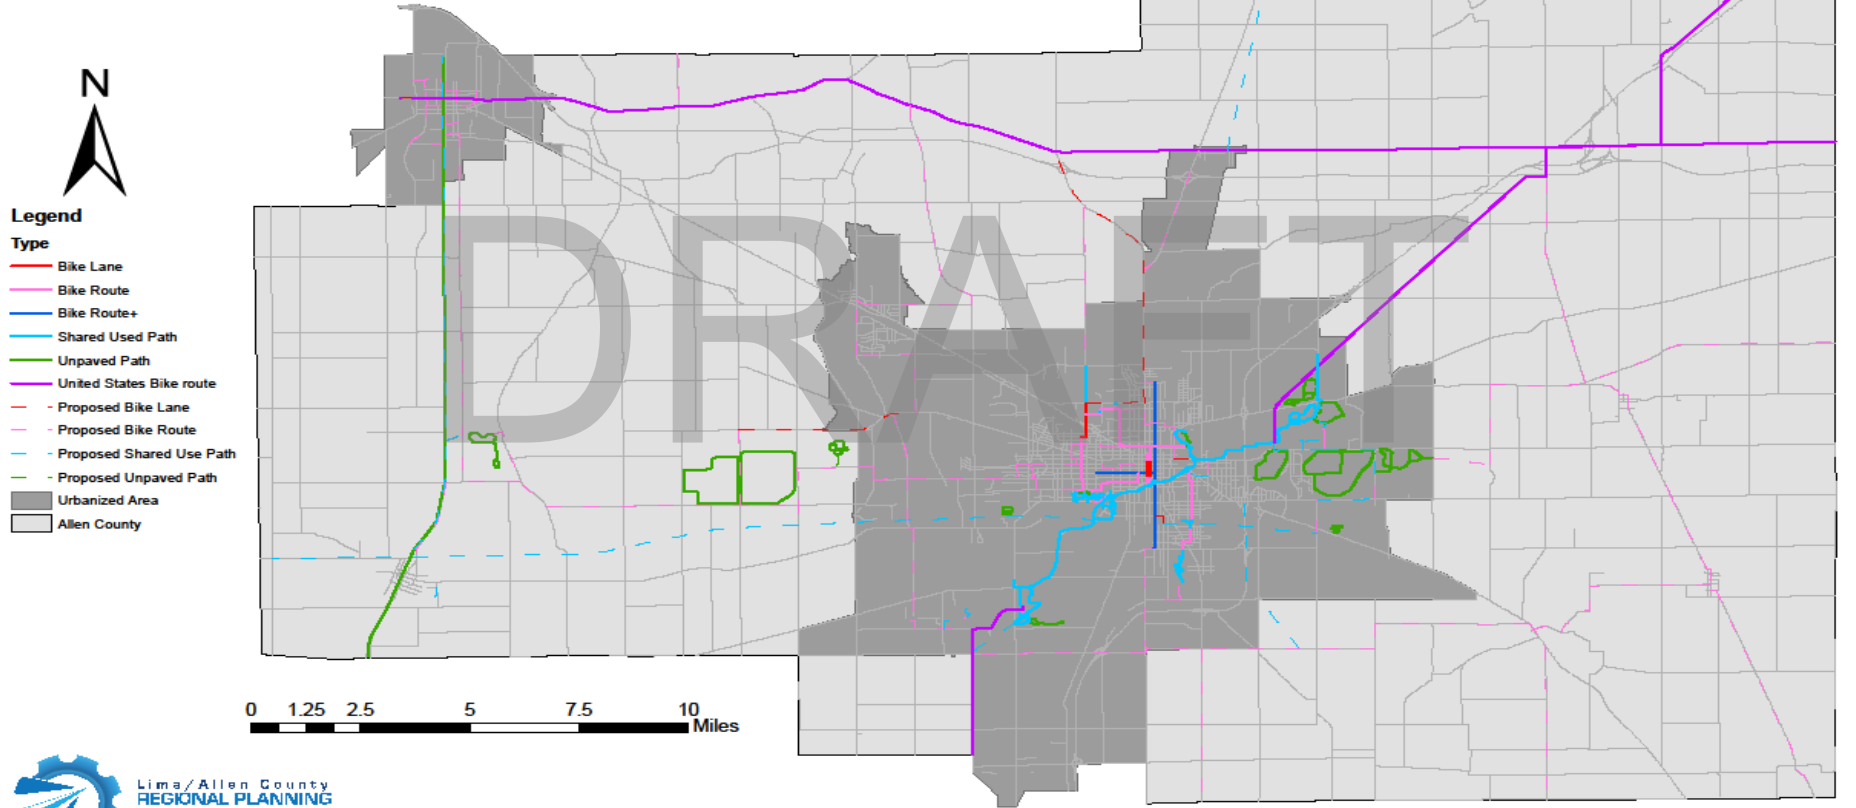 N
Legend
Type
Bike Lane
Bike Route
Bike Route+
Shared Used Path
Unpaved Path
United States Bike route
Proposed Bike Lane
Proposed Bike Route
Proposed Shared Use Path
Proposed Unpaved Path
Urbanized Area
Allen County
DRAFT
0 1.25 2.5 5 7.5 10
Miles
Lima/Allen County
REGIONAL PLANNING